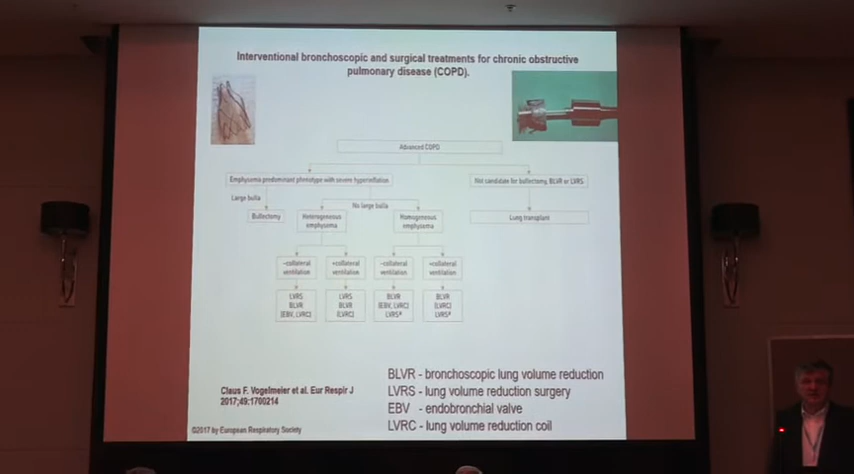 Interventional bronchoscopic and surgical treatments for chronic obstructive
pulmonary disease (COPD).
Advanced COPD
Emphysema predominant phenotype with severe hyperinflation
Not candidate for bullectomy, BLVR or LVRS
Large bulla
No large bulla
Bullectomy
Heterogeneous
emphysema
Homogeneous
emphysema
Lung transplant
−collateral
ventilation
+collateral
ventilation
−collateral
ventilation
+collateral
ventilation
LVRS
BLVR
(EBV, LVRC)
LVRS
BLVR
(LVRC)
BLVR
(EBV, LVRC)
LVRS#
BLVR
(LVRC)
LVRS#
BLVR - bronchoscopic lung volume reduction
LVRS - lung volume reduction surgery
EBV - endobronchial valve
LVRC - lung volume reduction coil
Claus F. Vogelmeier et al. Eur Respir J
2017;49:1700214
©2017 by European Respiratory Society